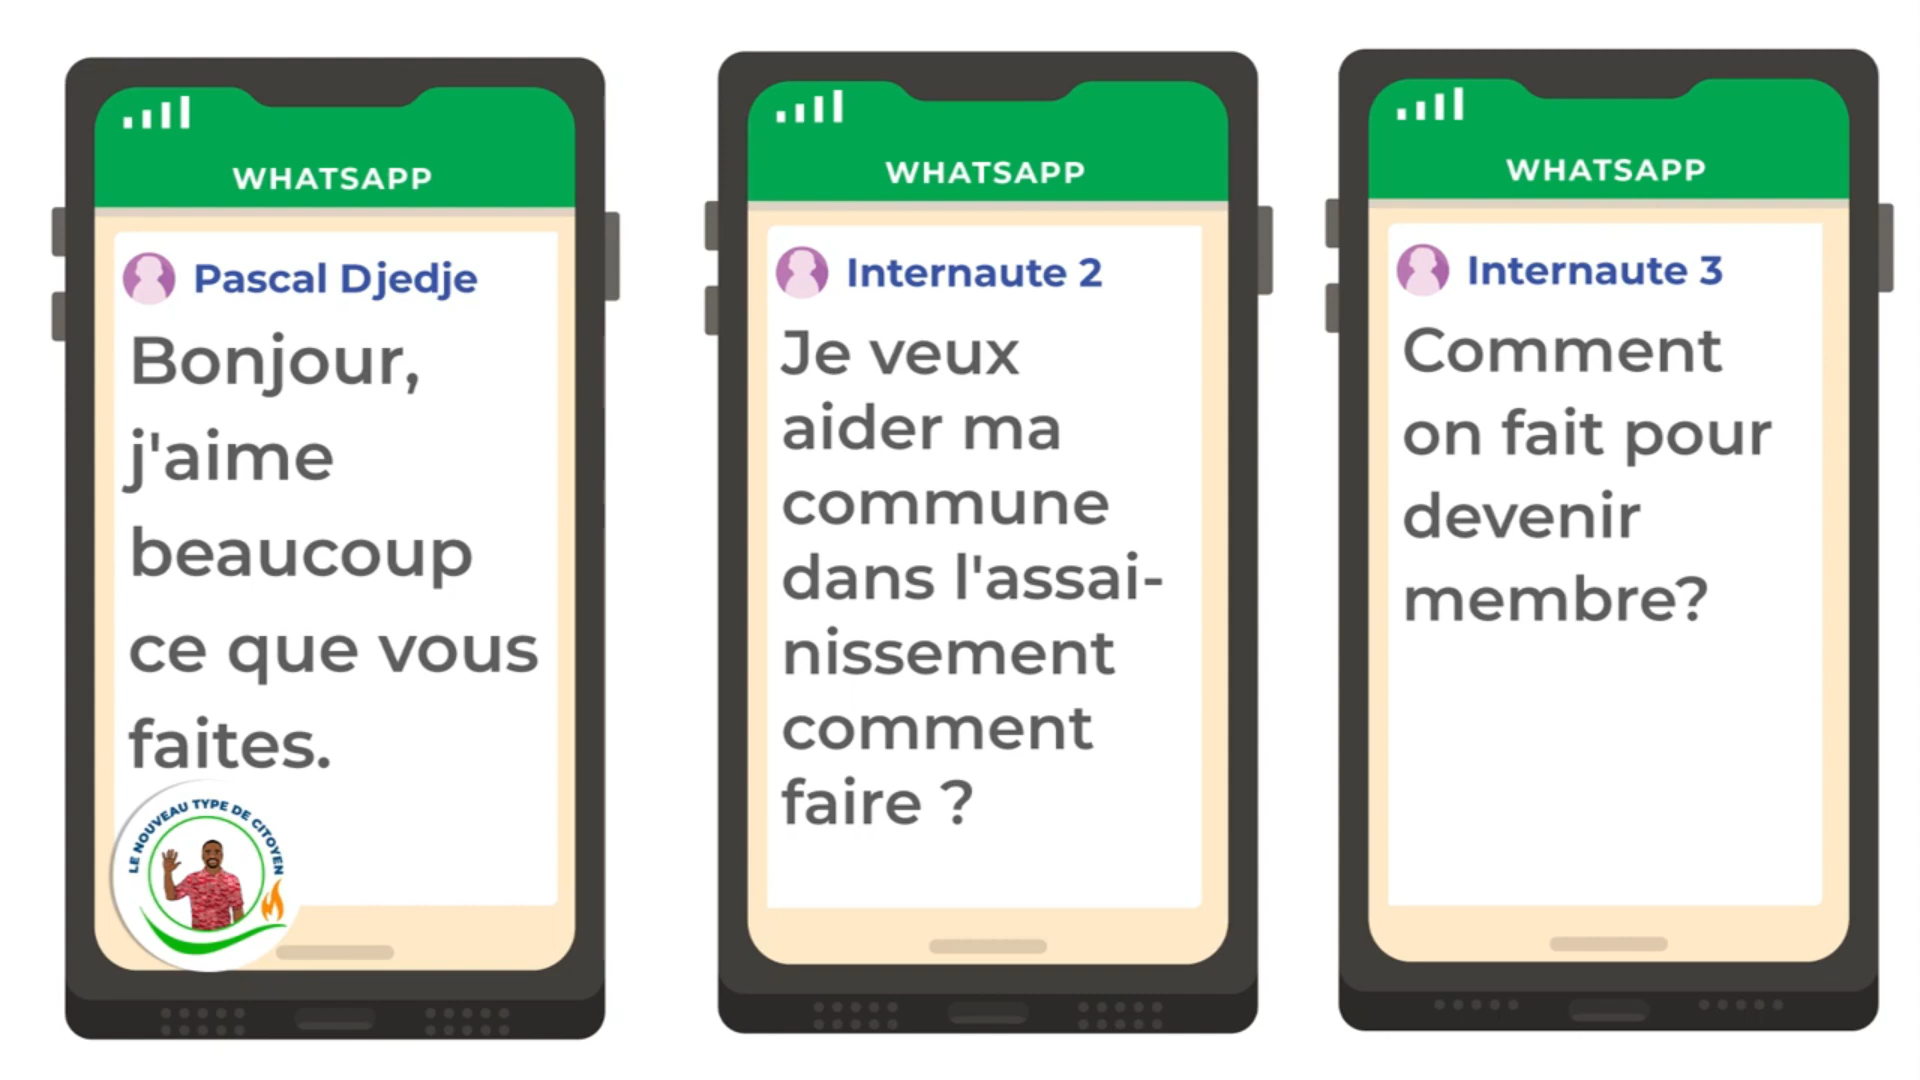 WHATSAPP
Pascal Djedje
Bonjour,
j'aime
beaucoup
ce que vous
faites.
LE NOUVEAU TYPE DE CITOYEN
WHATSAPP
Internaute 2
Je veux
aider ma
commune
dans l'assai-
nissement
comment
faire ?
WHATSAPP
Internaute 3
Comment
on fait pour
devenir
membre?